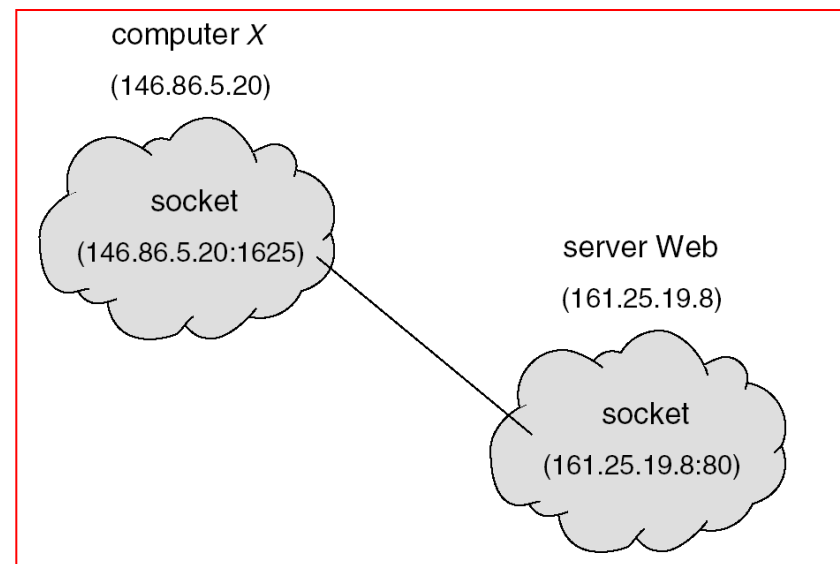 computer X
(146.86.5.20)
socket
(146.86.5.20:1625)
server Web
(161.25.19.8)
socket
(161.25.19.8:80)